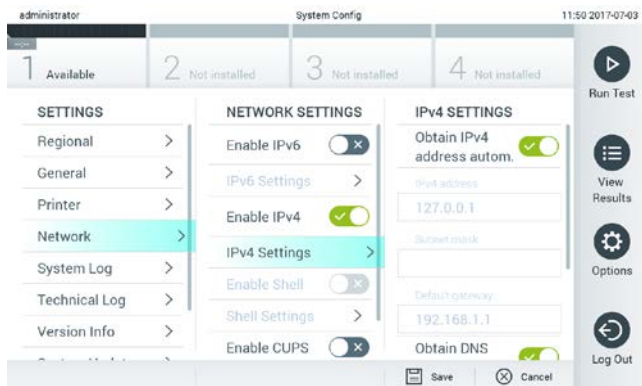 administrator
System Config
11:50 2017-07-03
--:--
1 Available
2 Not installed
3 Not installed
4 Not installed
Run Test
View
Results
Options
Log Out
SETTINGS
Regional
General
Printer
Network
System Log
Technical Log
Version Info
NETWORK SETTINGS
Enable IPv6
IPv6 Settings
Enable IPv4
IPv4 Settings
Enable Shell
Shell Settings
Enable CUPS
IPv4 SETTINGS
Obtain IPv4
address autom.
IPv4 address
127.0.0.1
Subnet mask
Default gateway
192.168.1.1
Obtain DNS
Save
Cancel